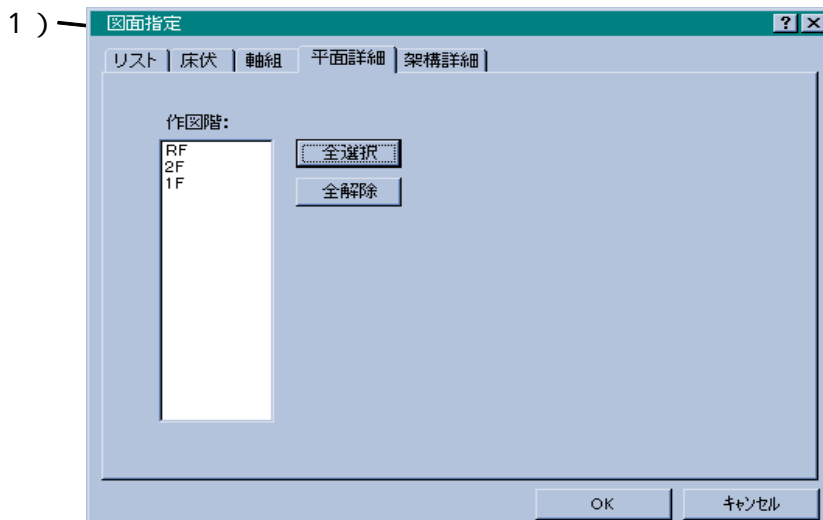 1）
図面指定
リスト 床伏 軸組 平面詳細 架構詳細
作図階:
RF
2F
1F
全選択
全解除
OK キャンセル